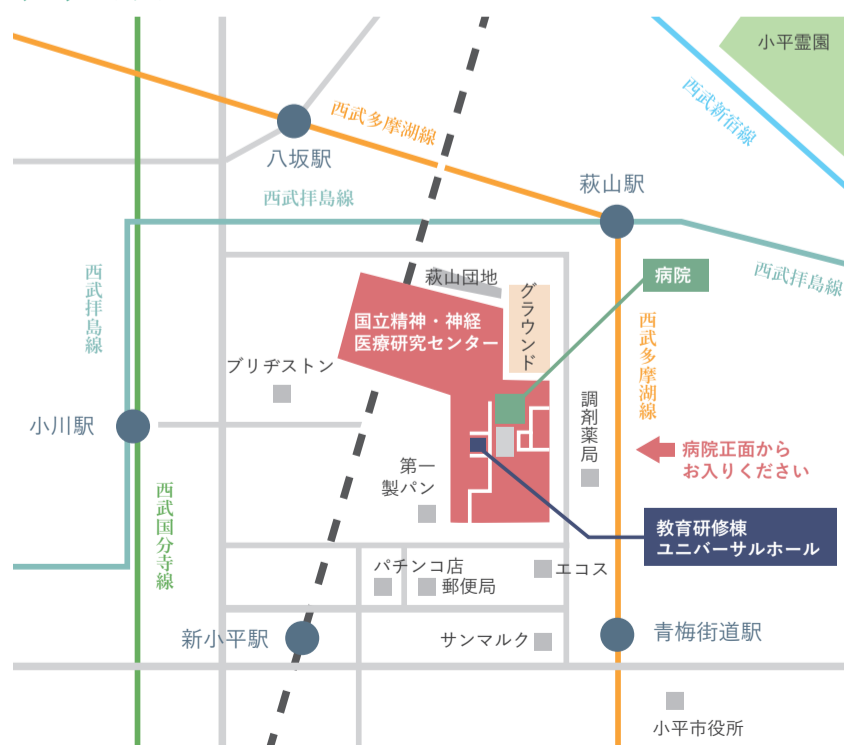 小平霊園
西武新宿線
西武多摩湖線
八坂駅
萩山駅
西武拝島線
西武拝島線
西武拝島線
萩山団地
病院
グラウンド
国立精神・神経
医療研究センター
西武多摩湖線
ブリヂストン
調剤薬局
小川駅
病院正面から
お入りください
第一
製パン
西武国分寺線
教育研修棟
ユニバーサルホール
パチンコ店
エコス
郵便局
新小平駅
サンマルク
青梅街道駅
小平市役所